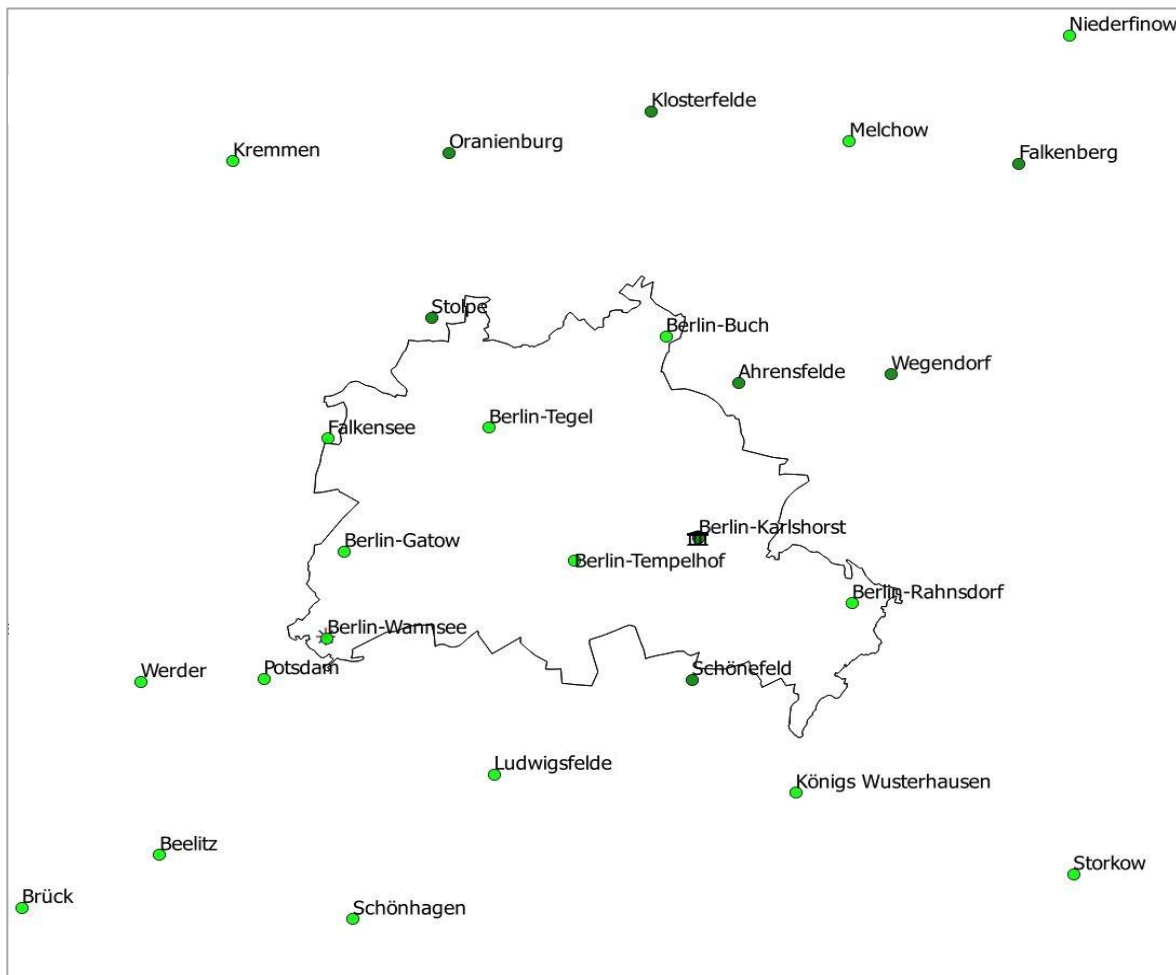 Niederfinow
Klosterfelde
Melchow
Oranienburg
Kremmen
Falkenberg
Stolpe
Berlin-Buch
Wegendorf
Ahrensfelde
Berlin-Tegel
Falkensee
Berlin-Karlshorst
Berlin-Gatow
Berlin-Tempelhof
Berlin-Rahnsdorf
Berlin-Wannsee
Werder
Potsdam
Schönefeld
Ludwigsfelde
Königs Wusterhausen
Beelitz
Storkow
Brück
Schönhagen